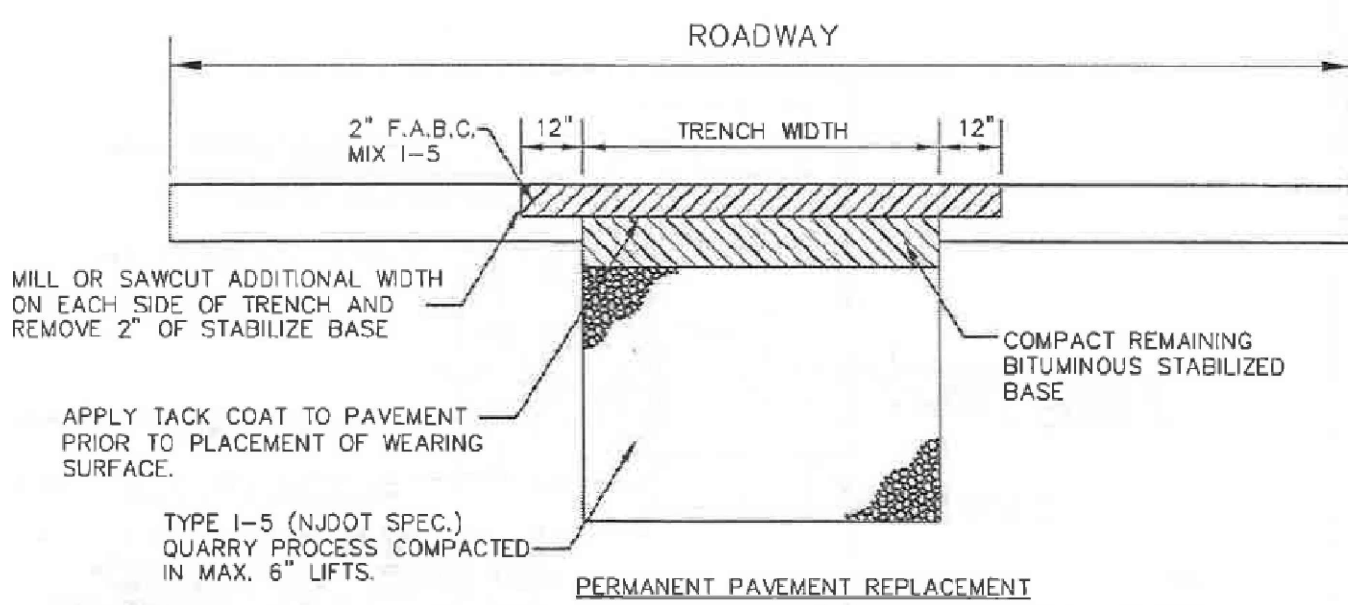 ROADWAY
2" F.A.B.C.
MIX I-5
12"
TRENCH WIDTH
12"
MILL OR SAWCUT ADDITIONAL WIDTH
ON EACH SIDE OF TRENCH AND
REMOVE 2" OF STABILIZE BASE
COMPACT REMAINING
BITUMINOUS STABILIZED
BASE
APPLY TACK COAT TO PAVEMENT
PRIOR TO PLACEMENT OF WEARING
SURFACE.
TYPE I-5 (NJDOT SPEC.)
QUARRY PROCESS COMPACTED
IN MAX. 6" LIFTS.
PERMANENT PAVEMENT REPLACEMENT